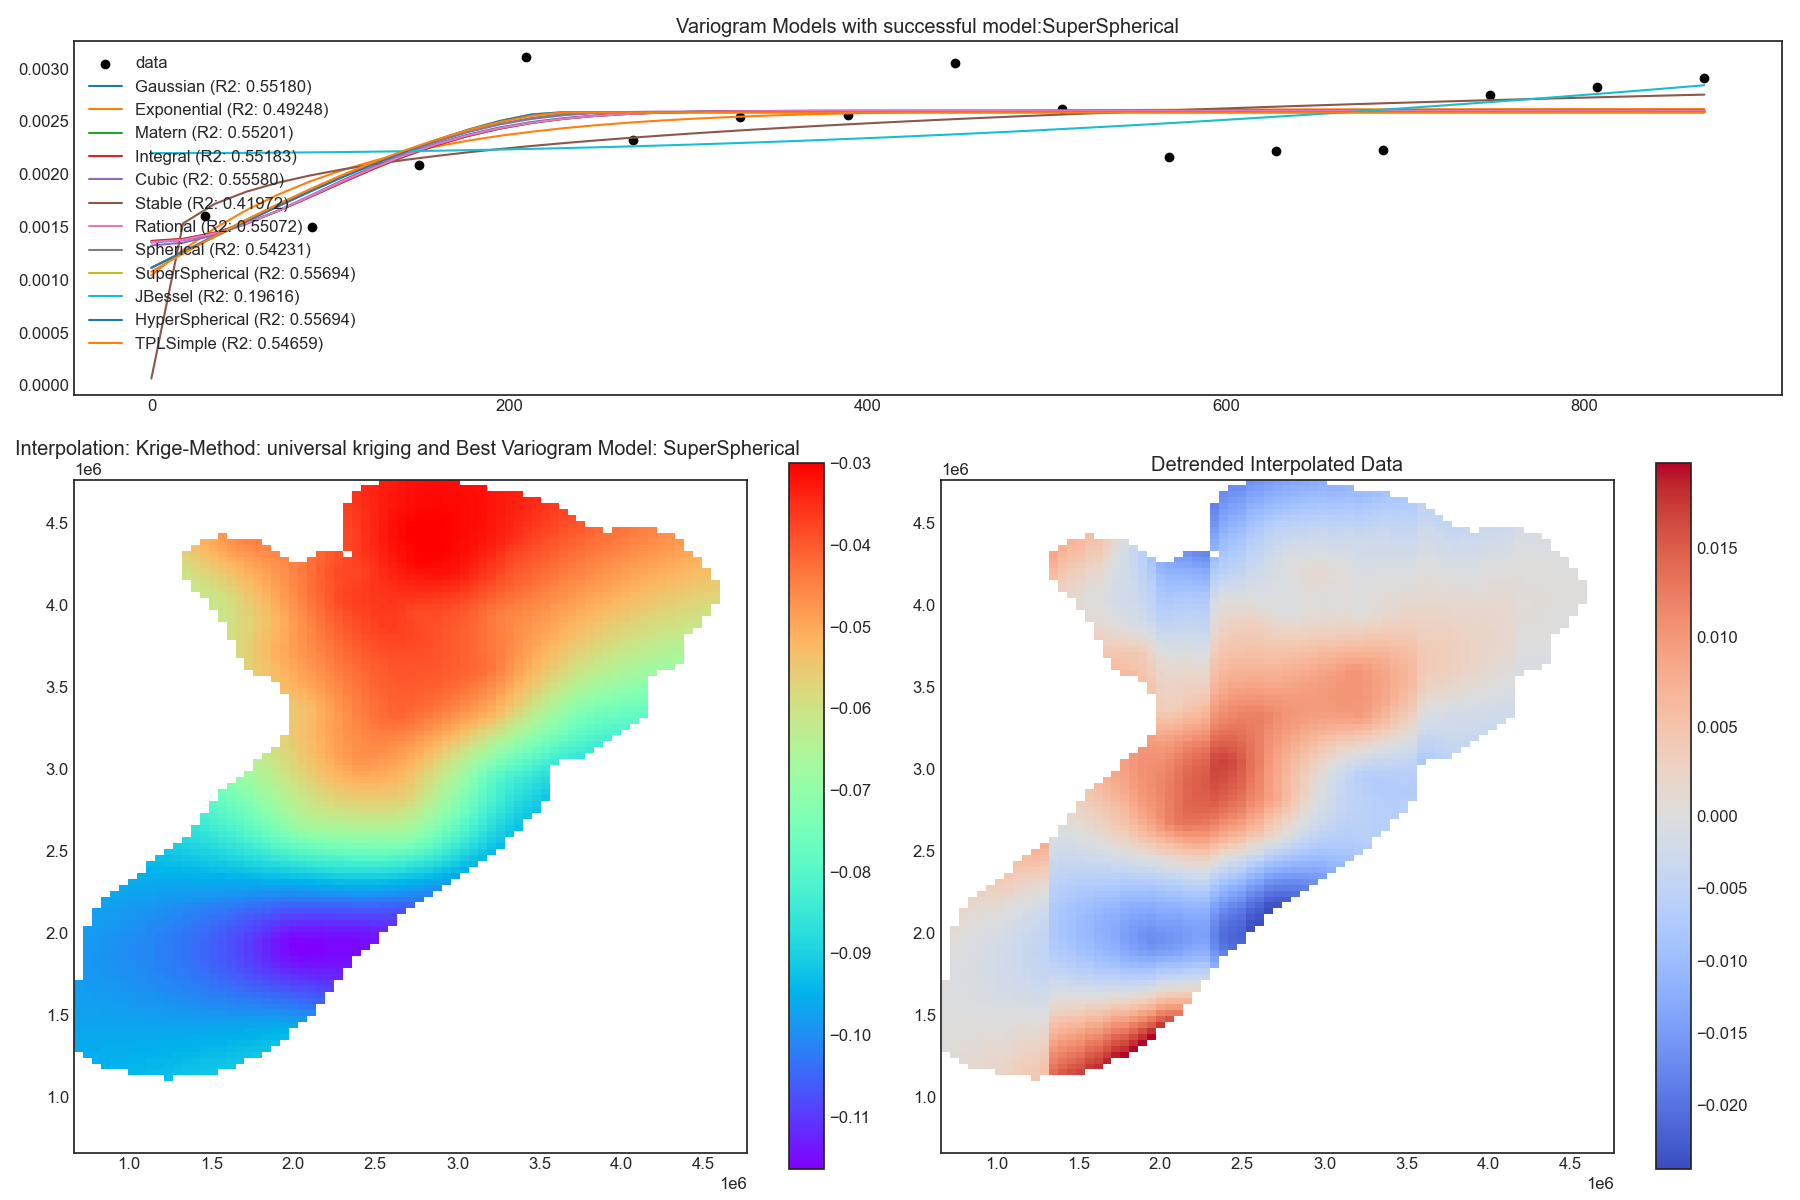 Variogram Models with successful model:SuperSpherical
0.0030
0.0025
0.0020
0.0015
0.0010
0.0005
0.0000
data
Gaussian (R2: 0.55180)
Exponential (R2: 0.49248)
Matern (R2: 0.55201)
Integral (R2: 0.55183)
Cubic (R2: 0.55580)
Stable (R2: 0.41972)
Rational (R2: 0.55072)
Spherical (R2: 0.54231)
SuperSpherical (R2: 0.55694)
JBessel (R2: 0.19616)
HyperSpherical (R2: 0.55694)
TPLSimple (R2: 0.54659)
0 200 400 600 800
Interpolation: Krige-Method: universal kriging and Best Variogram Model: SuperSpherical
1e6
4.5
4.0
3.5
3.0
2.5
2.0
1.5
1.0
1.0 1.5 2.0 2.5 3.0 3.5 4.0 4.5
1e6
−0.03
−0.04
−0.05
−0.06
−0.07
−0.08
−0.09
−0.10
−0.11
Detrended Interpolated Data
1e6
4.5
4.0
3.5
3.0
2.5
2.0
1.5
1.0
1.0 1.5 2.0 2.5 3.0 3.5 4.0 4.5
1e6
0.015
0.010
0.005
0.000
−0.005
−0.010
−0.015
−0.020